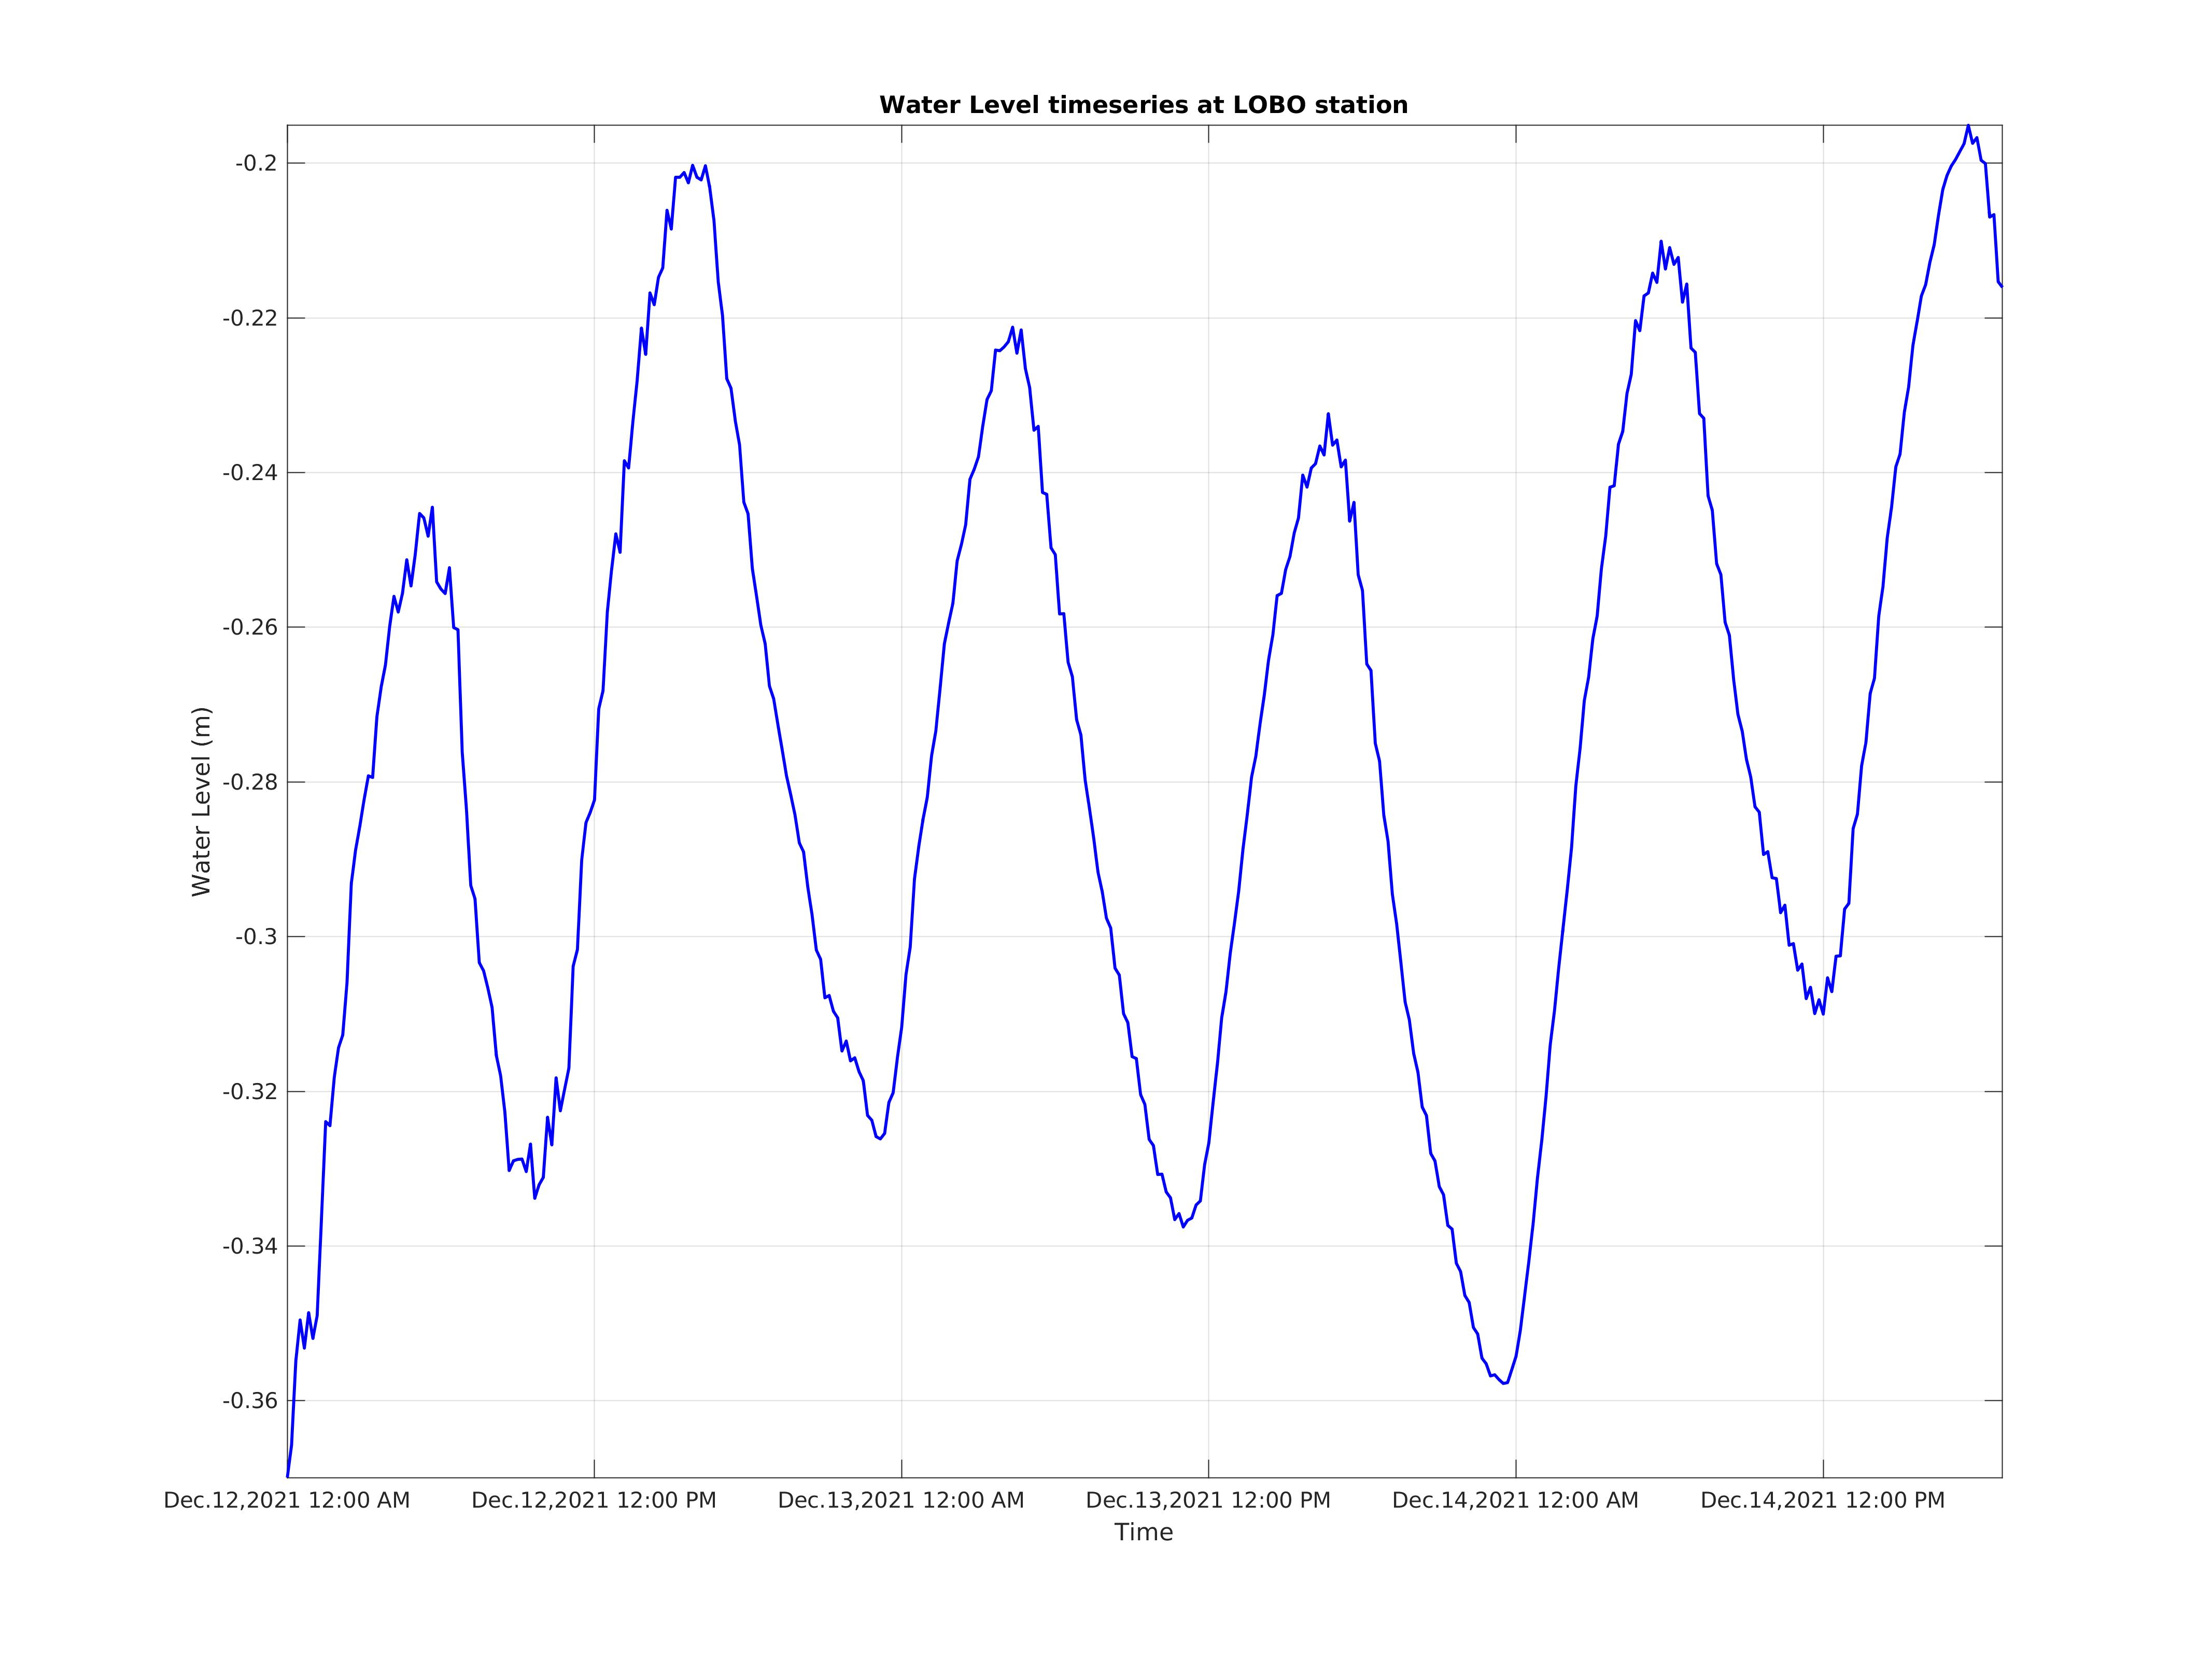 Water Level timeseries at LOBO station
-0.2
-0.22
-0.24
-0.26
-0.28
-0.3
-0.32
-0.34
-0.36
Water Level (m)
Dec.12,2021 12:00 AM Dec.12,2021 12:00 PM Dec.13,2021 12:00 AM Dec.13,2021 12:00 PM Dec.14,2021 12:00 AM Dec.14,2021 12:00 PM
Time